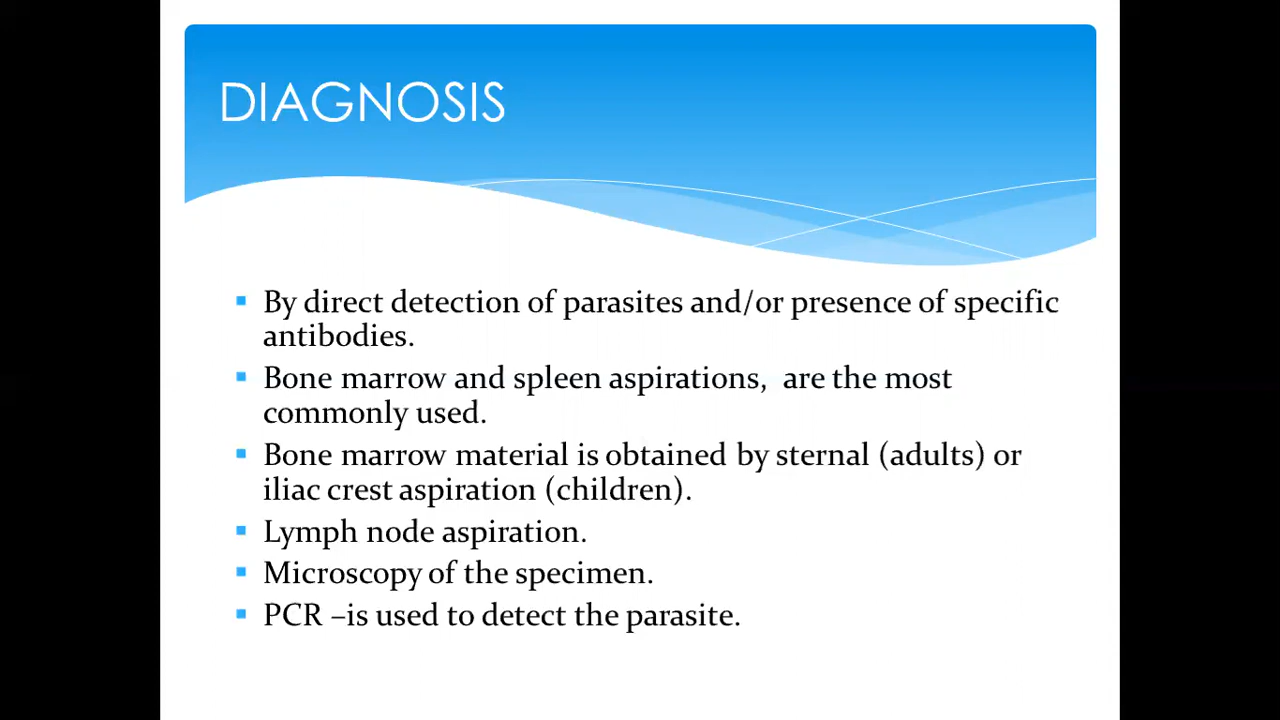 DIAGNOSIS
By direct detection of parasites and/or presence of specific
antibodies.
Bone marrow and spleen aspirations,  are the most
commonly used.
Bone marrow material is obtained by sternal (adults) or
iliac crest aspiration (children).
Lymph node aspiration.
Microscopy of the specimen.
PCR –is used to detect the parasite.